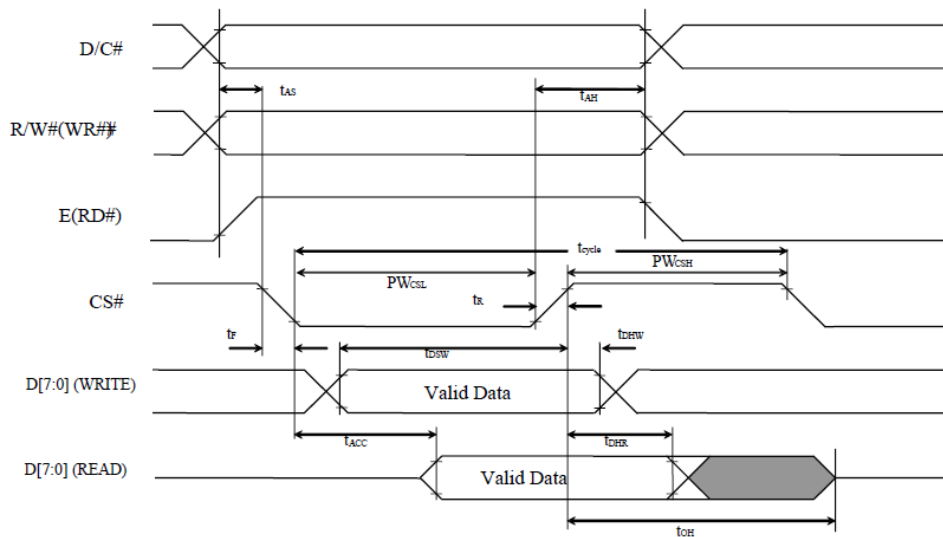 D/C#
tAS
tAH
R/W#(WR#)#
E(RD#)
tcycle
PWCSL
PWCSH
CS#
tR
tF
tDSW
tDHW
D[7:0] (WRITE)
Valid Data
tACC
tDHR
D[7:0] (READ)
Valid Data
tOH